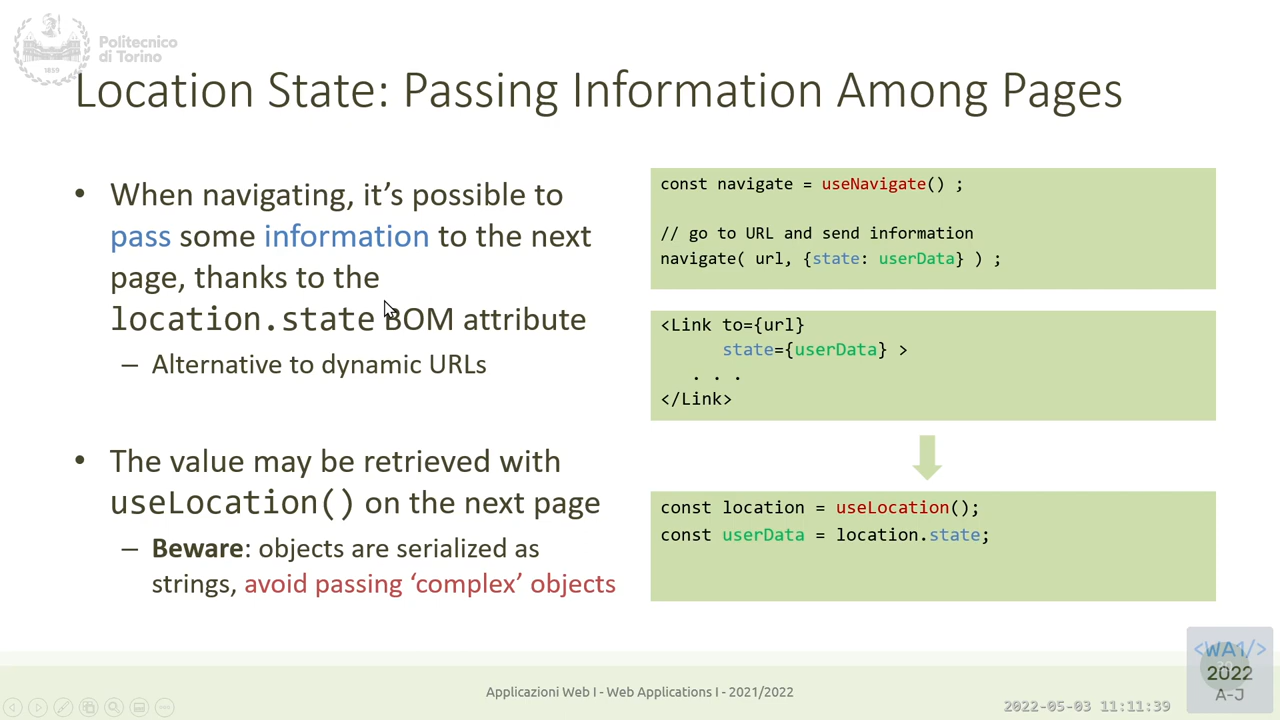 Politecnico
di Torino
1859
Location State: Passing Information Among Pages
• When navigating, it’s possible to
pass some information to the next
page, thanks to the
location.state BOM attribute
– Alternative to dynamic URLs
• The value may be retrieved with
useLocation() on the next page
– Beware: objects are serialized as
strings, avoid passing ‘complex’ objects
const navigate = useNavigate() ;
// go to URL and send information
navigate( url, {state: userData} ) ;
<Link to={url}
state={userData} >
. . .
</Link>
const location = useLocation();
const userData = location.state;
Applicazioni Web I - Web Applications I - 2021/2022
2022-05-03 11:11:39
<WA1/>
2022
A-J